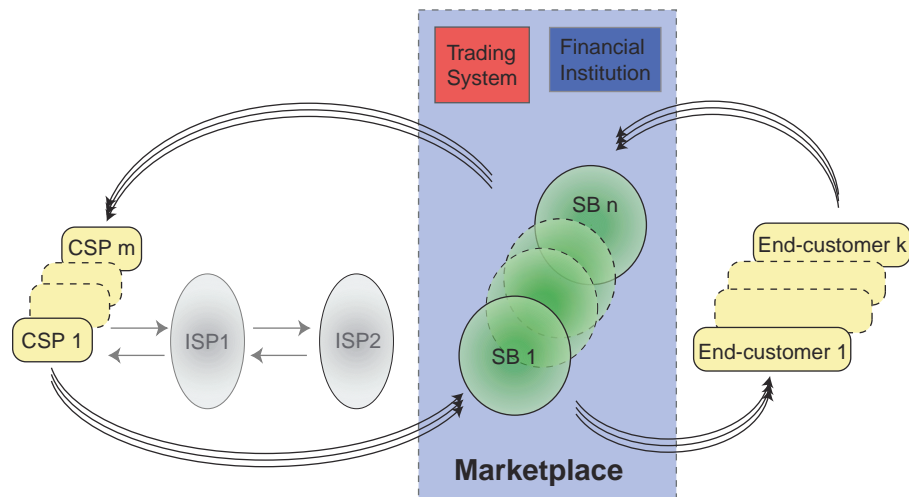 Trading
System
Financial
Institution
SB n
CSP m
End-customer k
CSP 1
ISP1
ISP2
SB 1
End-customer 1
Marketplace